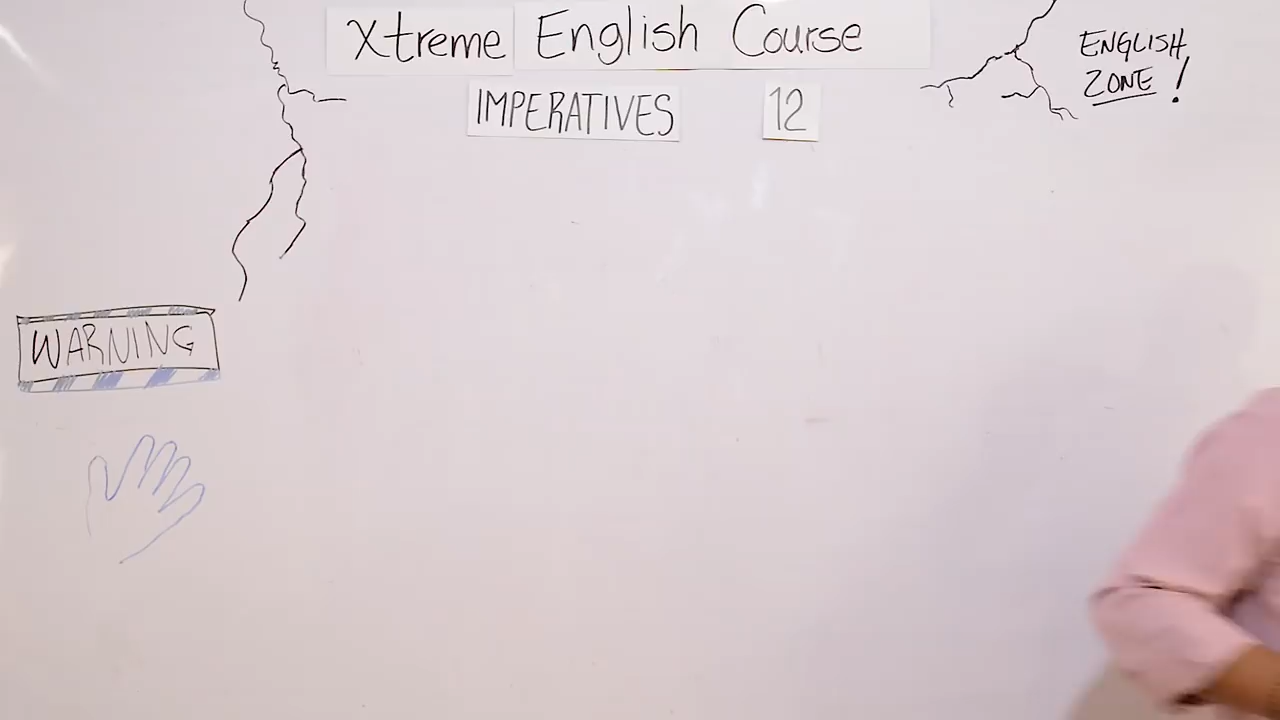 Xtreme English Course
IMPERATIVES 12
ENGLISH
ZONE!
WARNING